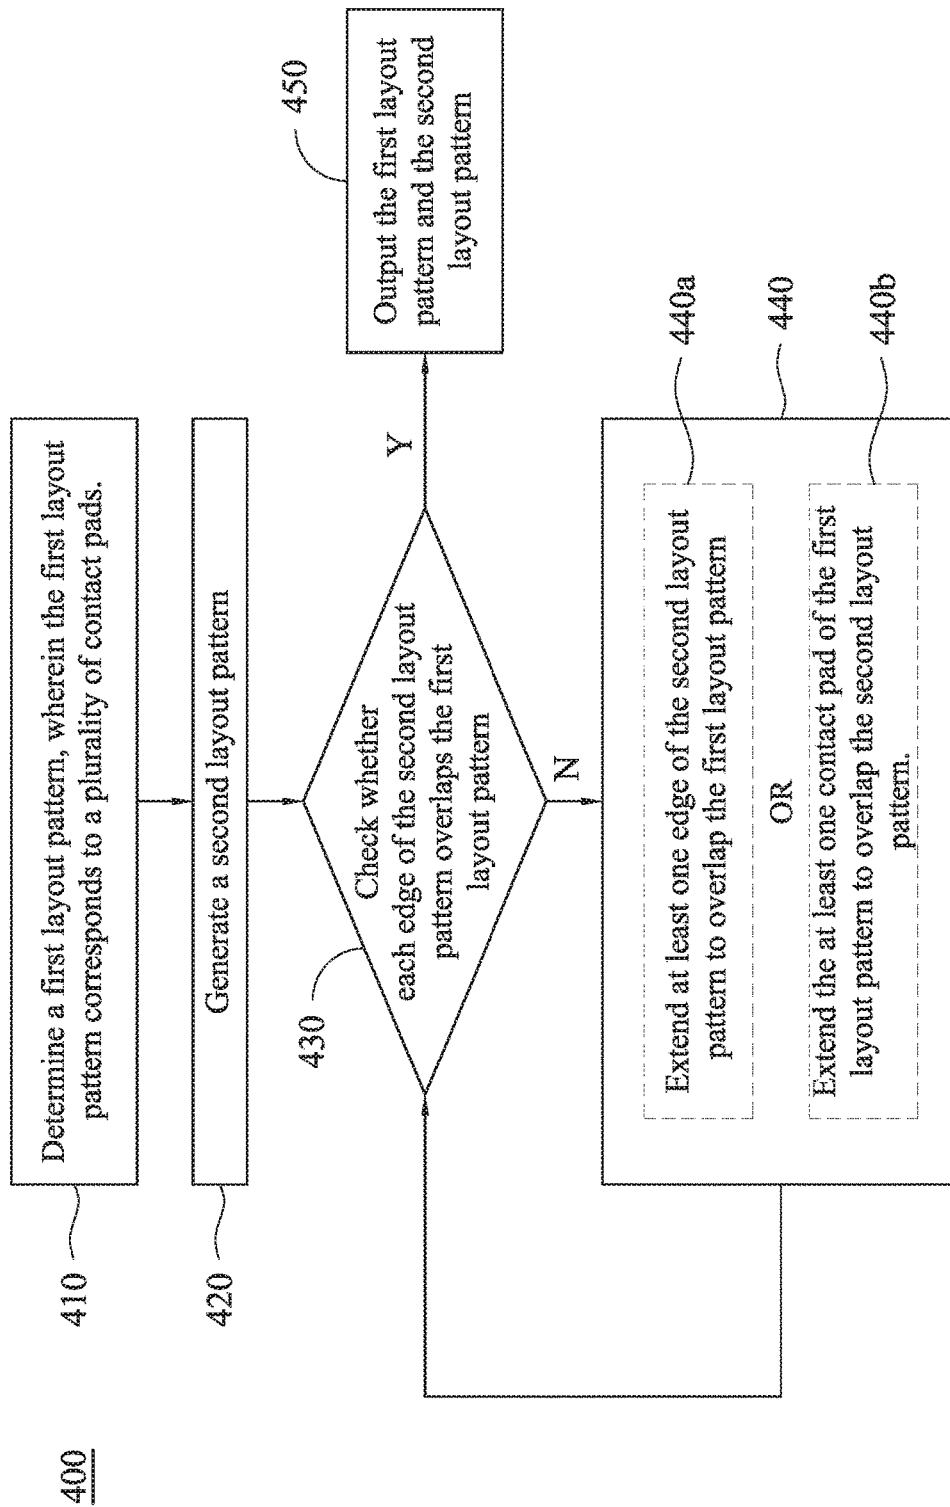 400
410
Determine a first layout pattern, wherein the first layout
pattern corresponds to a plurality of contact pads.
420
Generate a second layout pattern
430
Check whether
each edge of the second layout
pattern overlaps the first
layout pattern
Y
450
Output the first layout
pattern and the second
layout pattern
N
440a
Extend at least one edge of the second layout
pattern to overlap the first layout pattern
OR
440
440b
Extend the at least one contact pad of the first
layout pattern to overlap the second layout
pattern.